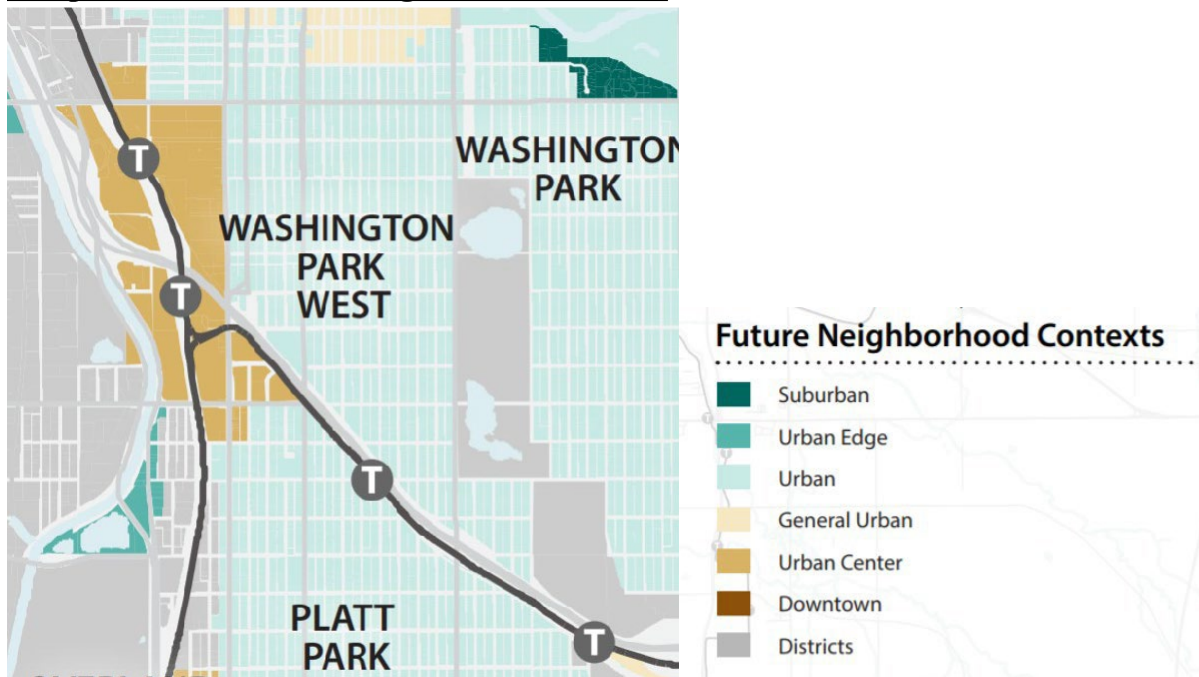 WASHINGTON
PARK
WASHINGTON
PARK
WEST
T
T
T
T
PLATT
PARK
Future Neighborhood Contexts
Suburban
Urban Edge
Urban
General Urban
Urban Center
Downtown
Districts